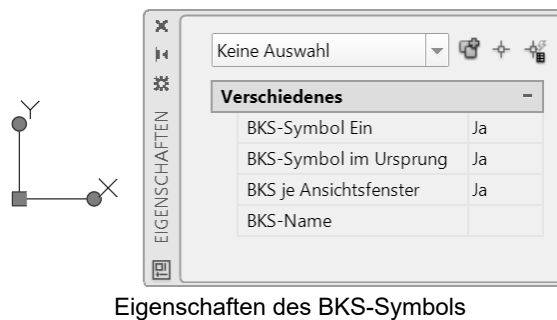 Y
X
EIGENSCHAFTEN
Keine Auswahl
Verschiedenes
BKS-Symbol Ein Ja
BKS-Symbol im Ursprung Ja
BKS je Ansichtsfenster Ja
BKS-Name
Eigenschaften des BKS-Symbols